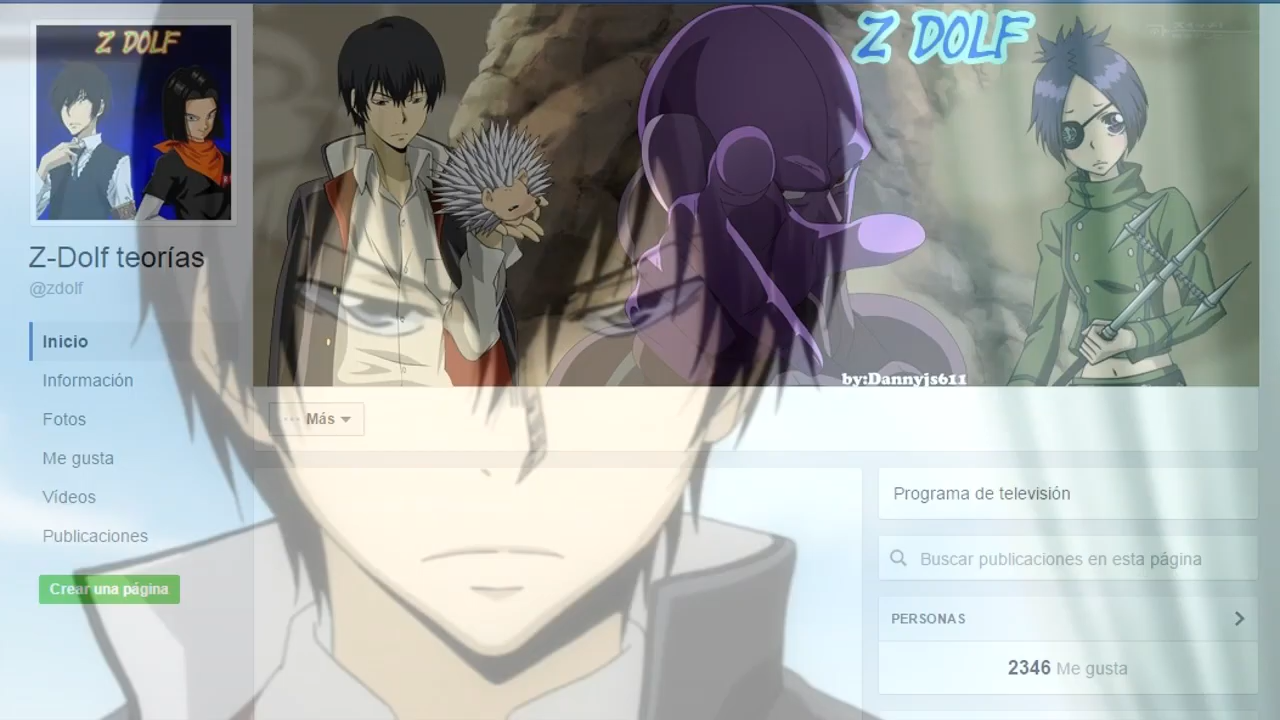 Z DOLF
Z-Dolf teorías
@zdolf
Inicio
Información
Fotos
Me gusta
Vídeos
Publicaciones
Crear una página
Z DOLF
by:Dannyjs611
••• Más
Programa de televisión
Buscar publicaciones en esta página
PERSONAS
2346 Me gusta